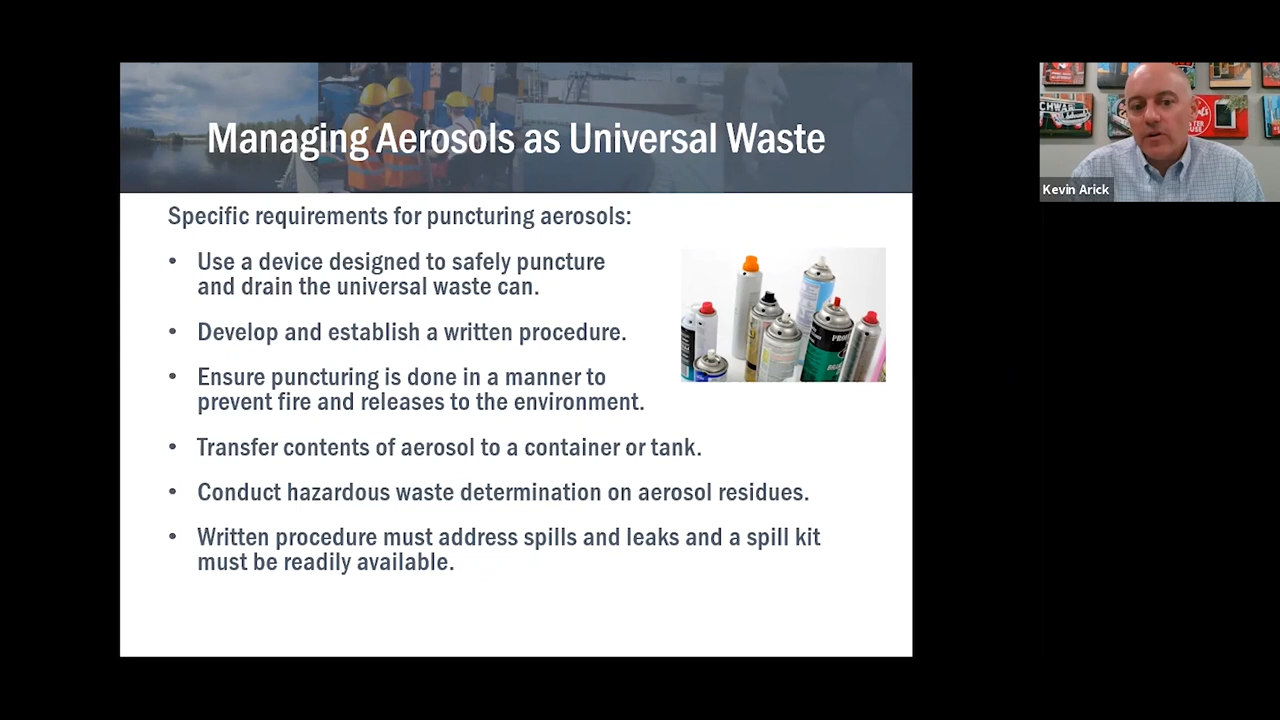 Managing Aerosols as Universal Waste
Specific requirements for puncturing aerosols:
• Use a device designed to safely puncture
and drain the universal waste can.
• Develop and establish a written procedure.
• Ensure puncturing is done in a manner to
prevent fire and releases to the environment.
• Transfer contents of aerosol to a container or tank.
• Conduct hazardous waste determination on aerosol residues.
• Written procedure must address spills and leaks and a spill kit
must be readily available.
Kevin Arick